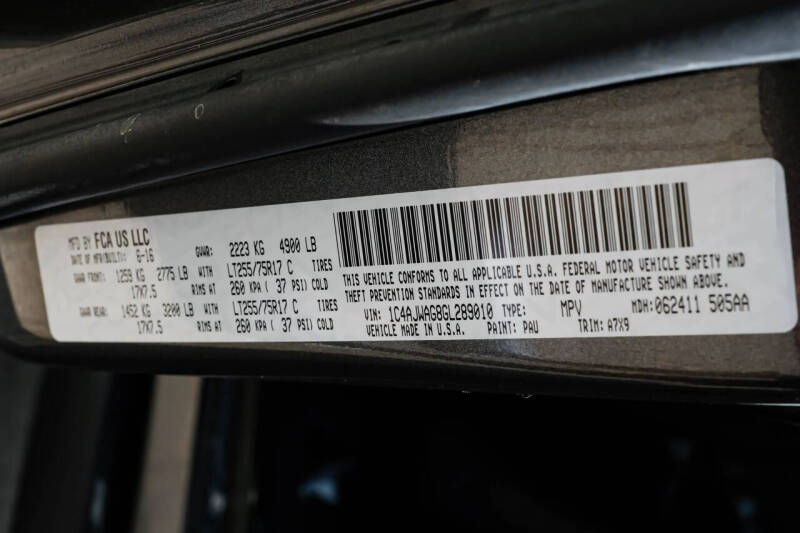 MFD BY FCA US LLC
DATE OF MFR(BUILT): 6-16 GVWR: 2223 KG 4900 LB
GAWR FRONT: 1259 KG 2775 LB WITH LT255/75R17 C TIRES
17X7.5 RIMS AT 260 KPA ( 37 PSI) COLD
GAWR REAR: 1452 KG 3200 LB WITH LT255/75R17 C TIRES
17X7.5 RIMS AT 260 KPA ( 37 PSI) COLD
THIS VEHICLE CONFORMS TO ALL APPLICABLE U.S.A. FEDERAL MOTOR VEHICLE SAFETY AND
THEFT PREVENTION STANDARDS IN EFFECT ON THE DATE OF MANUFACTURE SHOWN ABOVE.
VIN: 1C4AJWAG8GL289010 TYPE: MPV MDH: 062411 505AA
VEHICLE MADE IN U.S.A. PAINT: PAU TRIM: A7X9